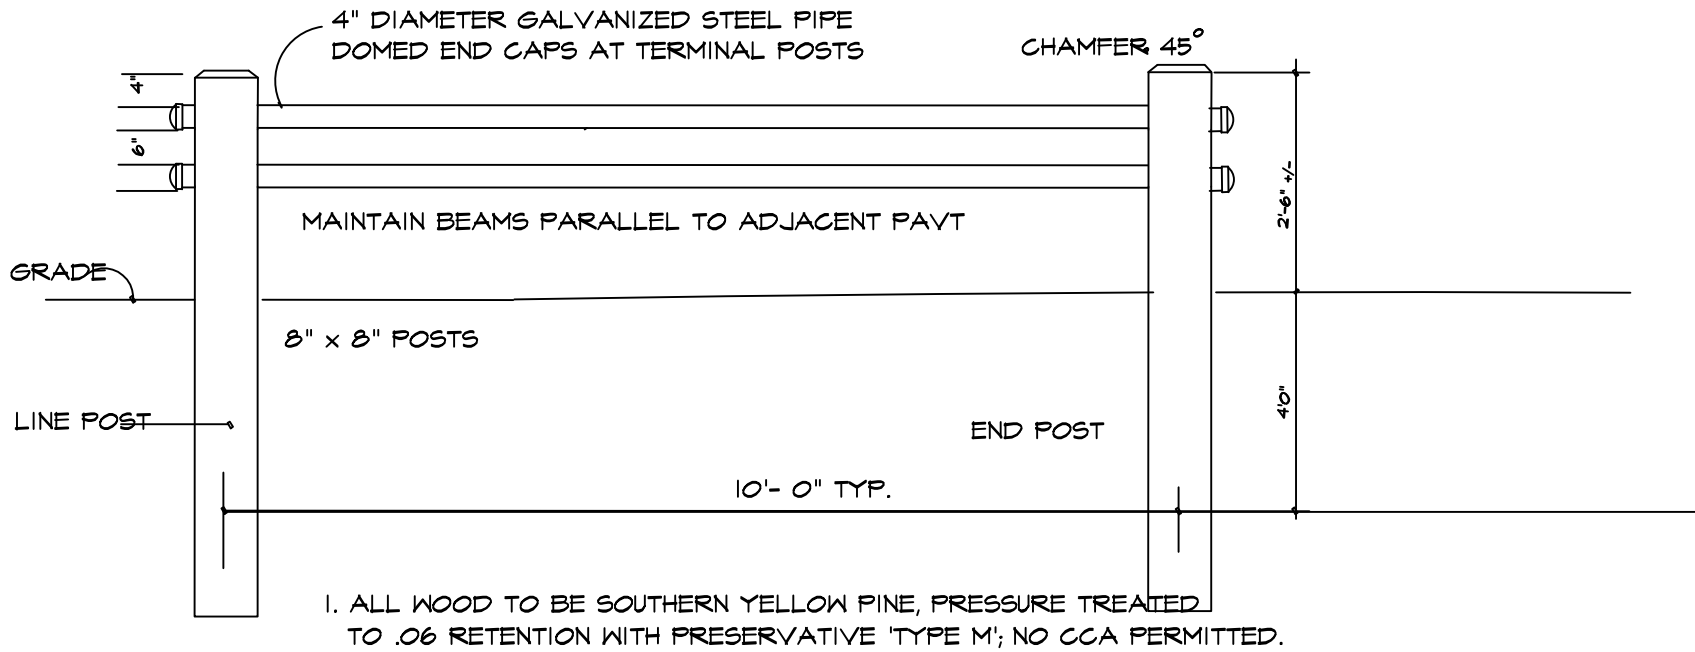 4" DIAMETER GALVANIZED STEEL PIPE
DOMED END CAPS AT TERMINAL POSTS
CHAMFER 45°
4"
6"
2'-6" +/-
MAINTAIN BEAMS PARALLEL TO ADJACENT PAVT
GRADE
8" x 8" POSTS
4'0"
LINE POST
END POST
10'- 0" TYP.
1. ALL WOOD TO BE SOUTHERN YELLOW PINE, PRESSURE TREATED
TO .06 RETENTION WITH PRESERVATIVE 'TYPE M'; NO CCA PERMITTED.